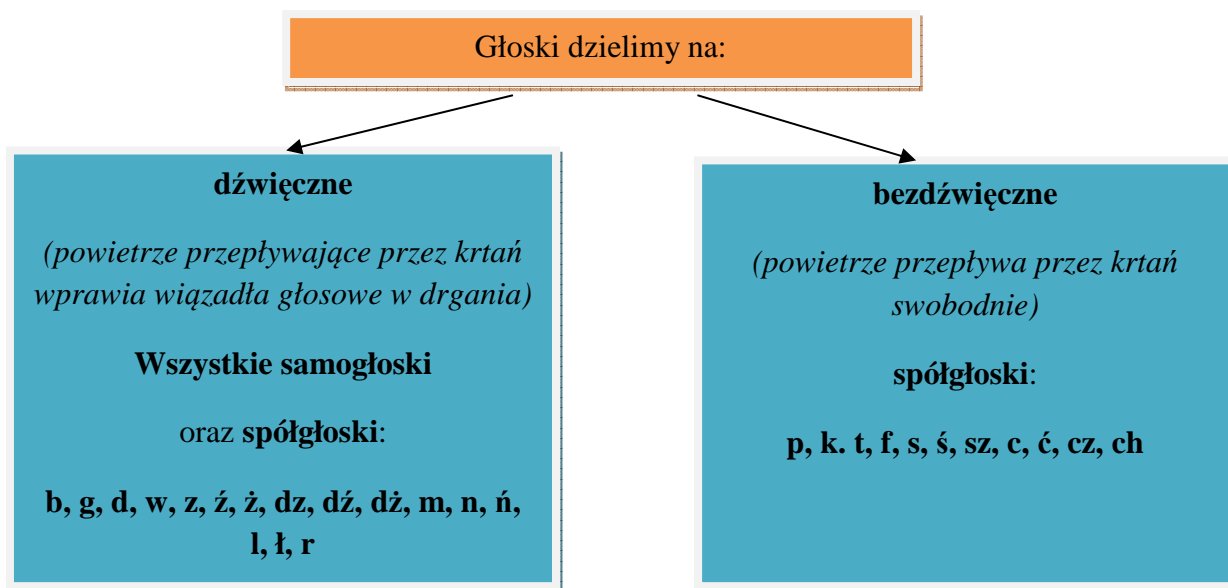 Głoski dzielimy na:
dźwięczne
(powietrze przepływające przez krtań
wprawia wiązadła głosowe w drgania)
Wszystkie samogłoski
oraz spółgłoski:
b, g, d, w, z, ź, ż, dz, dź, dż, m, n, ń,
l, ł, r
bezdźwięczne
(powietrze przepływa przez krtań
swobodnie)
spółgłoski:
p, k. t, f, s, ś, sz, c, ć, cz, ch